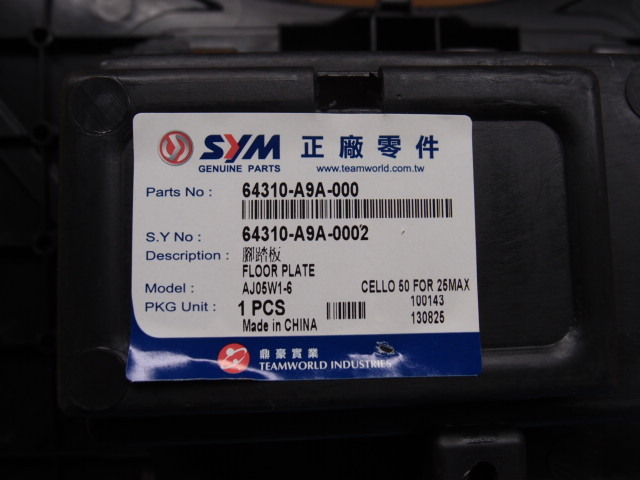 SYM 正廠零件
GENUINE PARTS www.teamworld.com.tw
Parts No : 64310-A9A-000
S.Y No : 64310-A9A-0002
Description : 腳踏板
FLOOR PLATE
Model : AJ05W1-6 CELLO 50 FOR 25MAX
100143
PKG Unit : 1 PCS 130825
Made in CHINA
鼎豪實業
TEAMWORLD INDUSTRIES